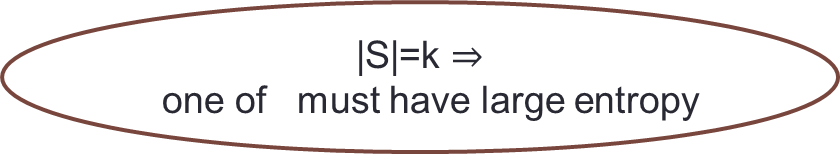 |S|=k ⇒
one of must have large entropy